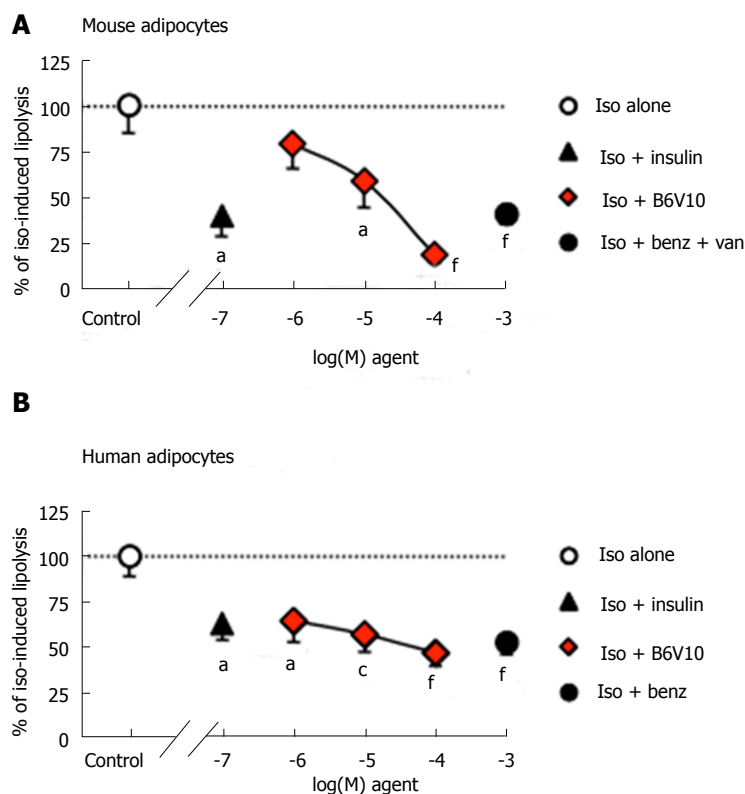 A
Mouse adipocytes
% of iso-induced lipolysis
125
100
75
50
25
0
a
a
f
f
Control
-7
-6
-5
-4
-3
log(M) agent
Iso alone
Iso + insulin
Iso + B6V10
Iso + benz + van
B
Human adipocytes
% of iso-induced lipolysis
125
100
75
50
25
0
a
a
c
f
f
Control
-7
-6
-5
-4
-3
log(M) agent
Iso alone
Iso + insulin
Iso + B6V10
Iso + benz